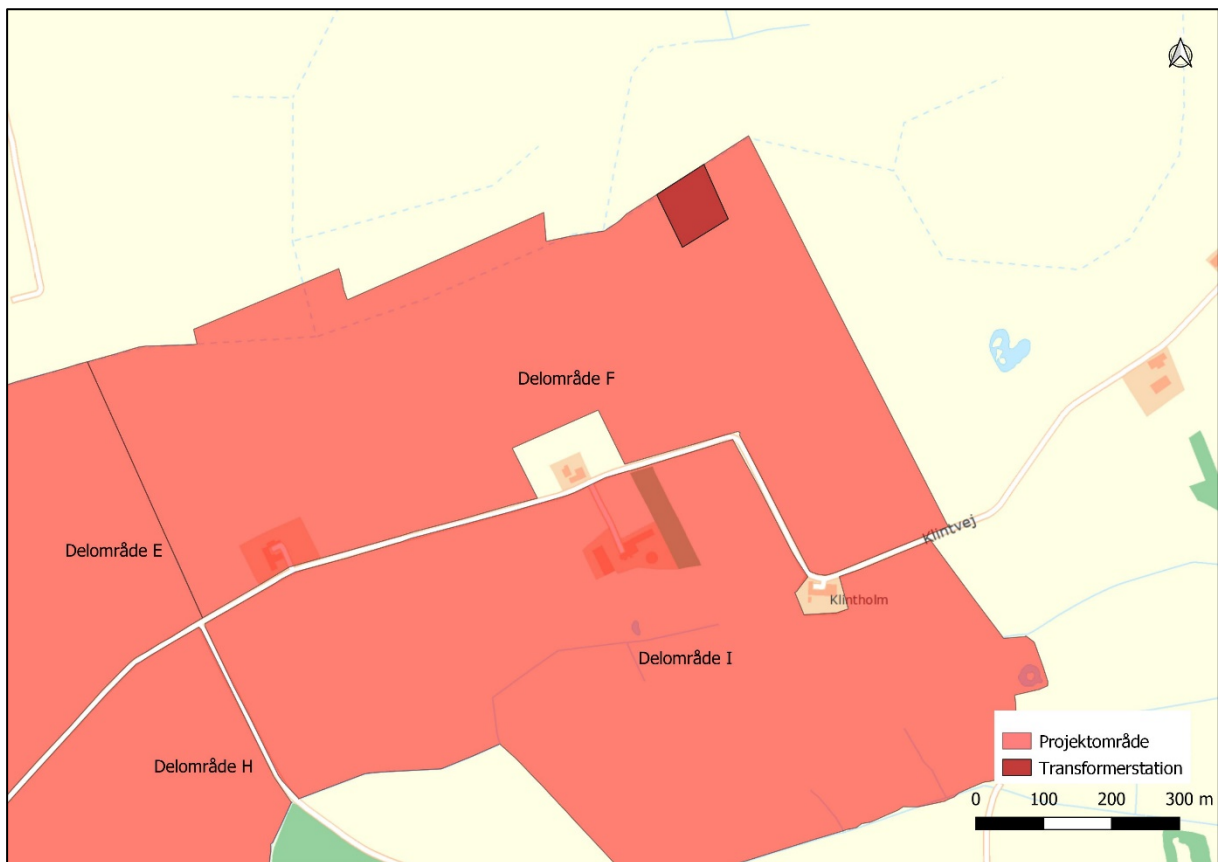 Delområde F
Klintvej
Delområde E
Klintholm
Delområde I
Delområde H
Projektområde
Transformerstation
0 100 200 300 m